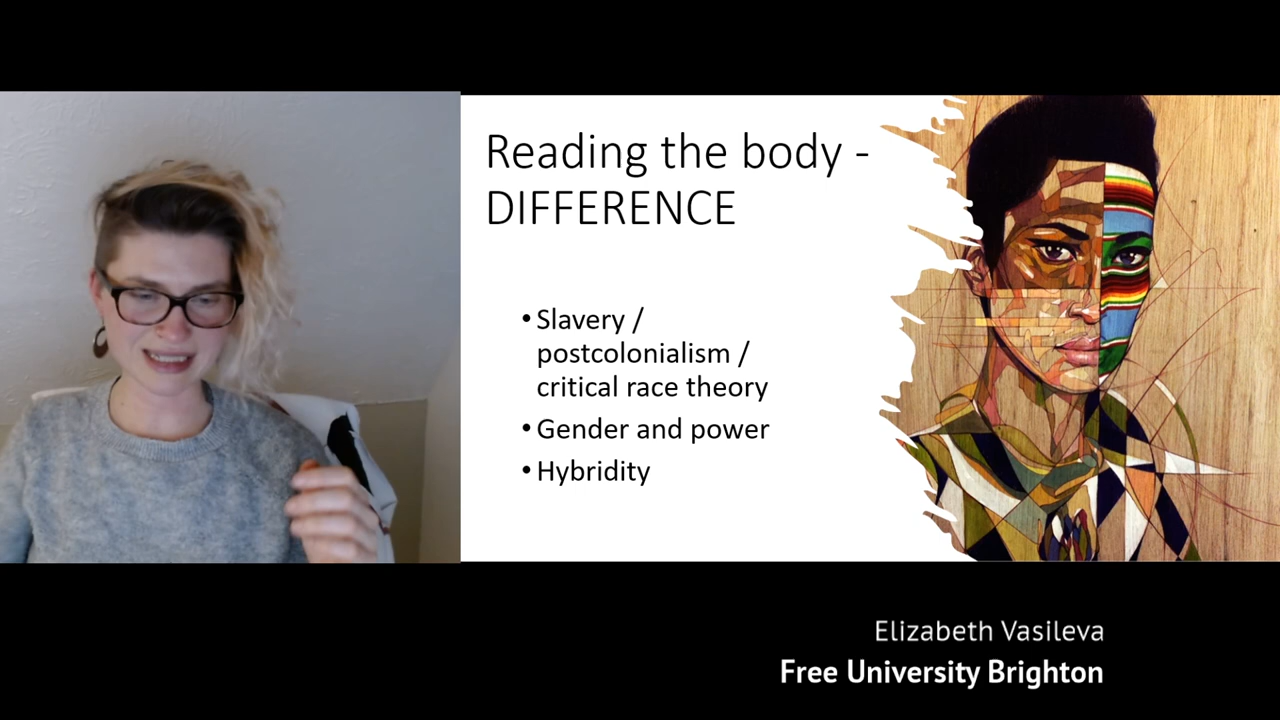 Reading the body -
DIFFERENCE
• Slavery /
postcolonialism /
critical race theory
• Gender and power
• Hybridity
Elizabeth Vasileva
Free University Brighton